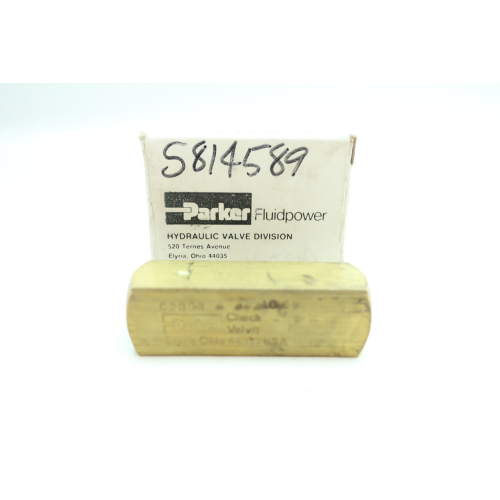 S814589
Parker Fluidpower
HYDRAULIC VALVE DIVISION
520 Ternes Avenue
Elyria, Ohio 44035
Check
Valve